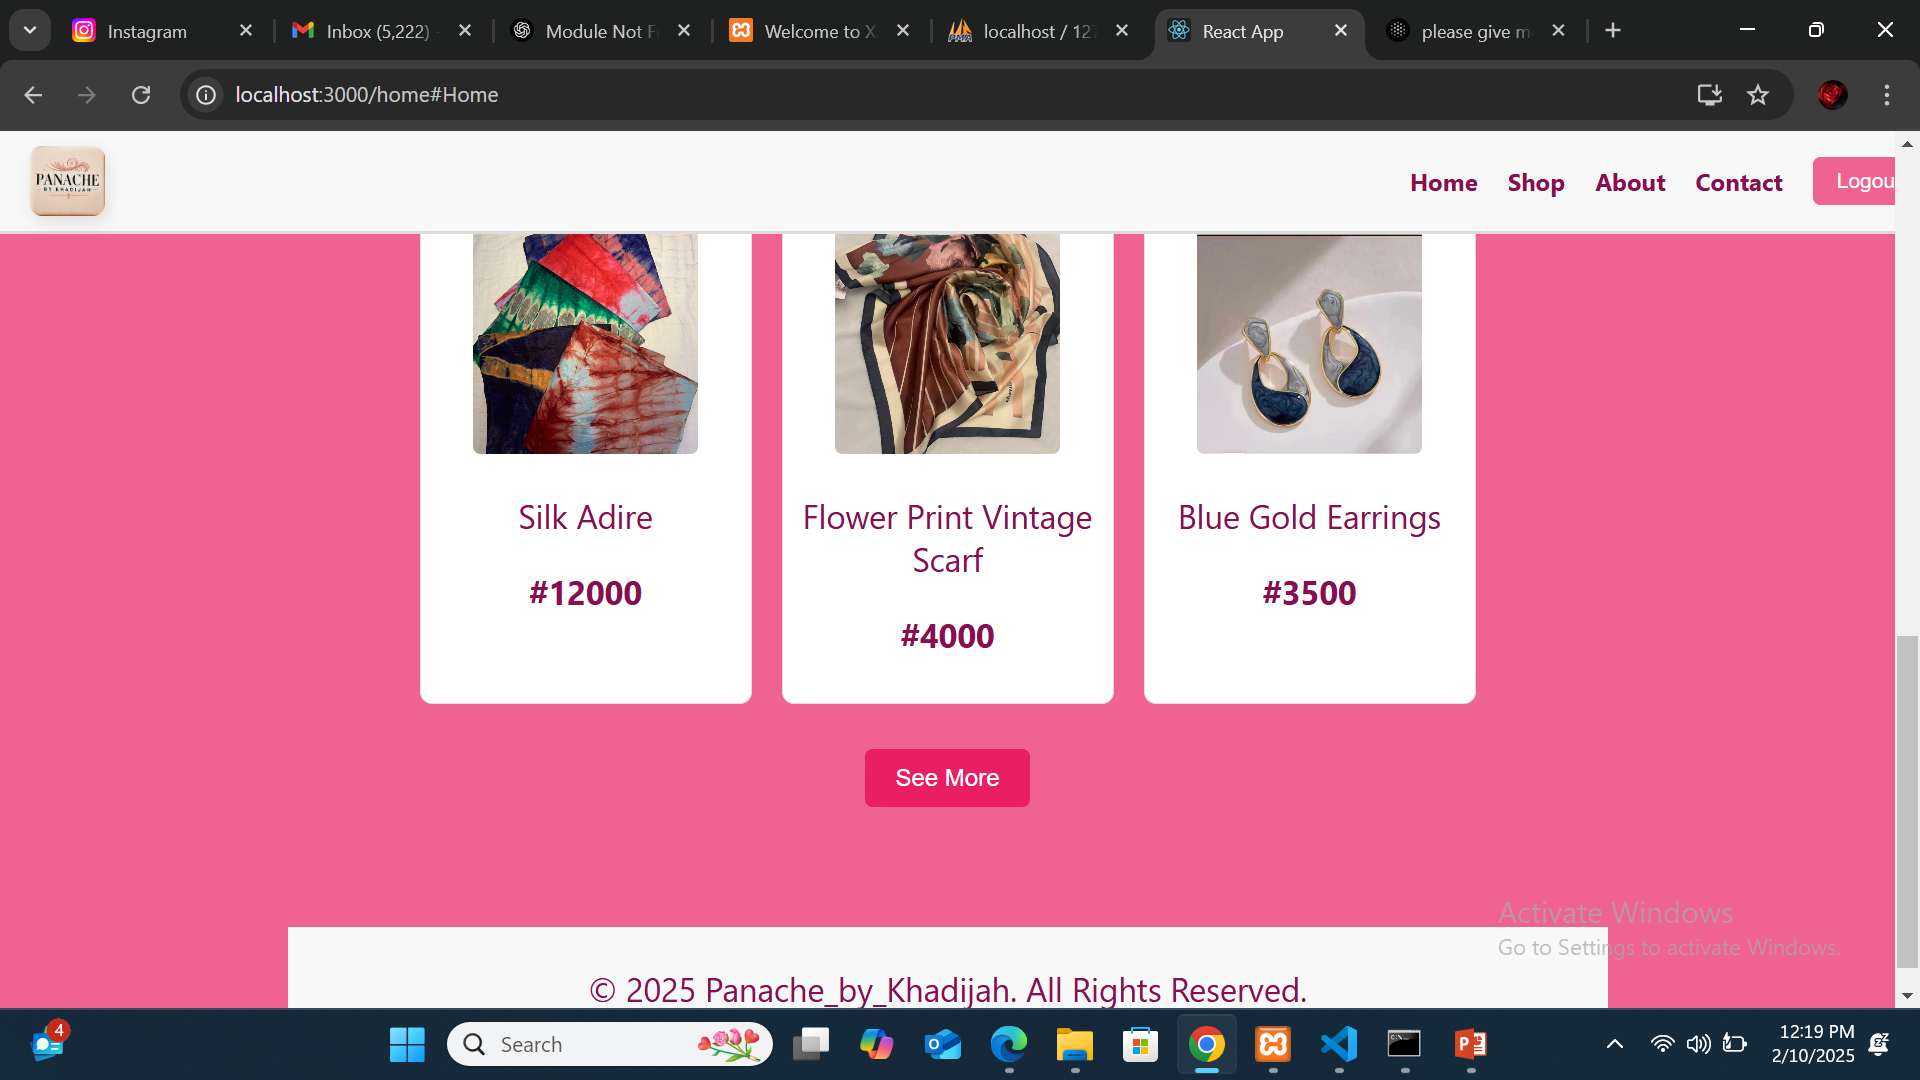 Instagram
Inbox (5,222) -
Module Not F
Welcome to X
localhost / 127
React App
please give m
localhost:3000/home#Home
PANACHE
BY KHADIJAH
Home
Shop
About
Contact
Logou
Silk Adire
#12000
Flower Print Vintage
Scarf
#4000
Blue Gold Earrings
#3500
See More
Activate Windows
Go to Settings to activate Windows.
© 2025 Panache_by_Khadijah. All Rights Reserved.
4
Search
12:19 PM
2/10/2025